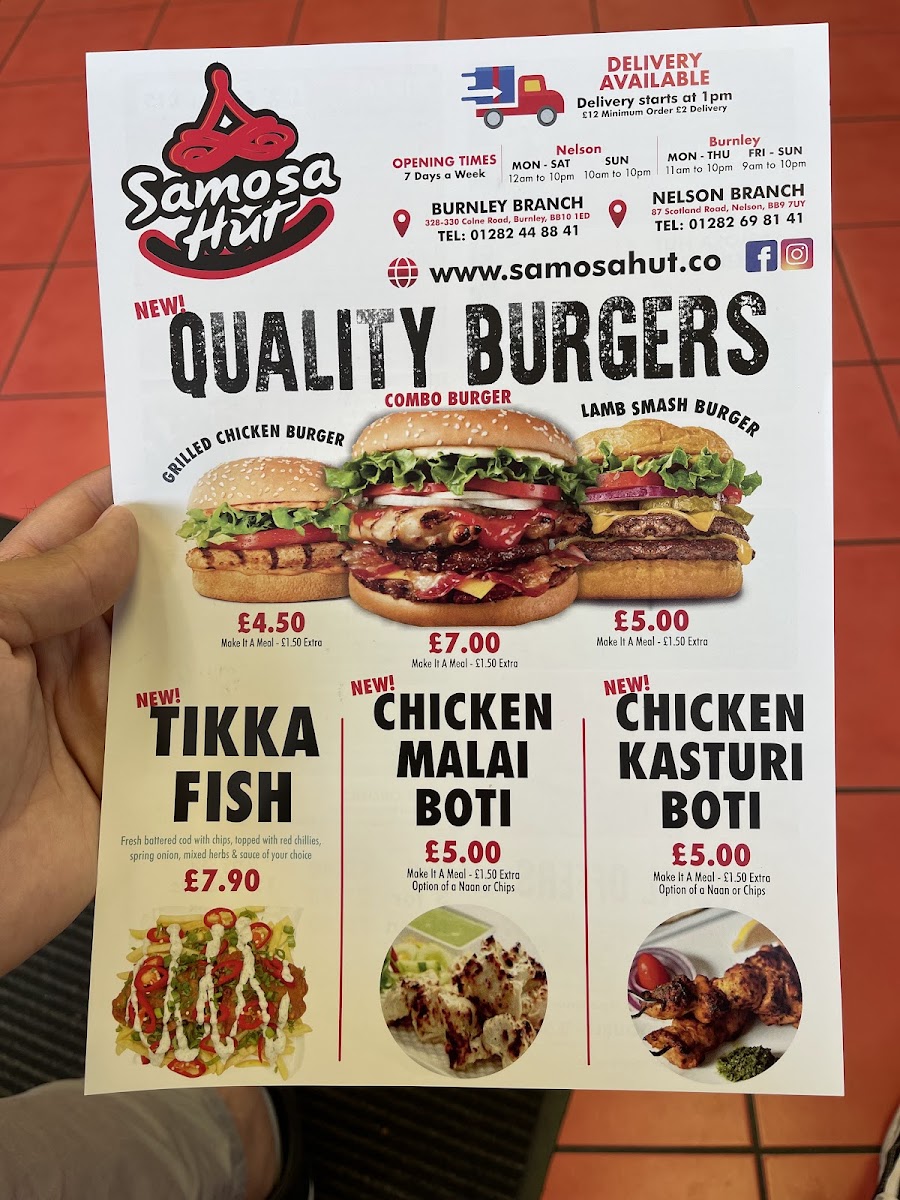 Samosa
Hut
DELIVERY
AVAILABLE
Delivery starts at 1pm
£12 Minimum Order £2 Delivery
OPENING TIMES
7 Days a Week
Nelson
MON - SAT
12am to 10pm
SUN
10am to 10pm
Burnley
MON - THU
11am to 10pm
FRI - SUN
9am to 10pm
BURNLEY BRANCH
328-330 Colne Road, Burnley, BB10 1ED
TEL: 01282 44 88 41
NELSON BRANCH
87 Scotland Road, Nelson, BB9 7UY
TEL: 01282 69 81 41
www.samosahut.co
NEW!
QUALITY BURGERS
GRILLED CHICKEN BURGER
COMBO BURGER
LAMB SMASH BURGER
£4.50
Make It A Meal - £1.50 Extra
£7.00
Make It A Meal - £1.50 Extra
£5.00
Make It A Meal - £1.50 Extra
NEW!
TIKKA
FISH
Fresh battered cod with chips, topped with red chillies,
spring onion, mixed herbs & sauce of your choice
£7.90
NEW!
CHICKEN
MALAI
BOTI
£5.00
Make It A Meal - £1.50 Extra
Option of a Naan or Chips
NEW!
CHICKEN
KASTURI
BOTI
£5.00
Make It A Meal - £1.50 Extra
Option of a Naan or Chips